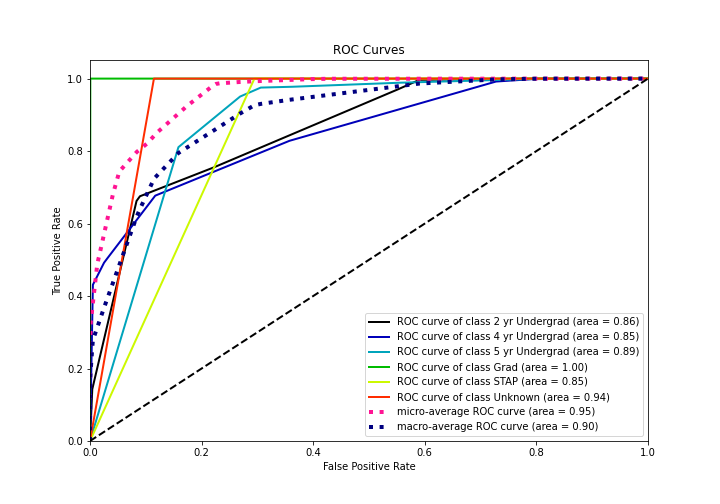 ROC Curves
True Positive Rate
1.0
0.8
0.6
0.4
0.2
0.0
ROC curve of class 2 yr Undergrad (area = 0.86)
ROC curve of class 4 yr Undergrad (area = 0.85)
ROC curve of class 5 yr Undergrad (area = 0.89)
ROC curve of class Grad (area = 1.00)
ROC curve of class STAP (area = 0.85)
ROC curve of class Unknown (area = 0.94)
micro-average ROC curve (area = 0.95)
macro-average ROC curve (area = 0.90)
0.0 0.2 0.4 0.6 0.8 1.0
False Positive Rate